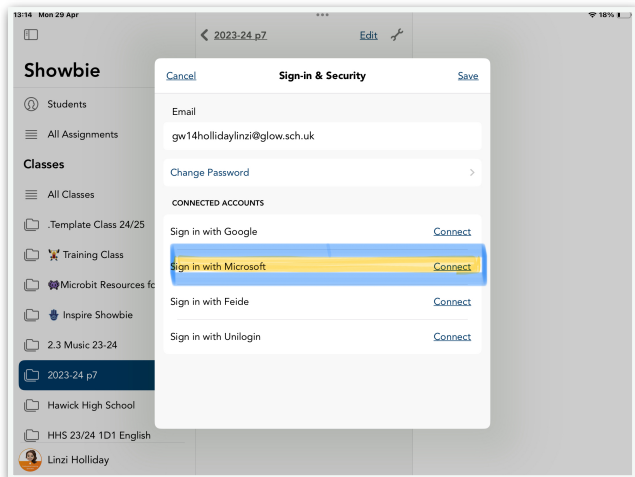 13:14 Mon 29 Apr
18%
2023-24 p7
Edit
Showbie
Students
All Assignments
Classes
All Classes
.Template Class 24/25
Training Class
Microbit Resources fo
Inspire Showbie
2.3 Music 23-24
2023-24 p7
Hawick High School
HHS 23/24 1D1 English
Linzi Holliday
Cancel
Sign-in & Security
Save
Email
gw14hollidaylinzi@glow.sch.uk
Change Password
CONNECTED ACCOUNTS
Sign in with Google Connect
Sign in with Microsoft Connect
Sign in with Feide Connect
Sign in with Unilogin Connect